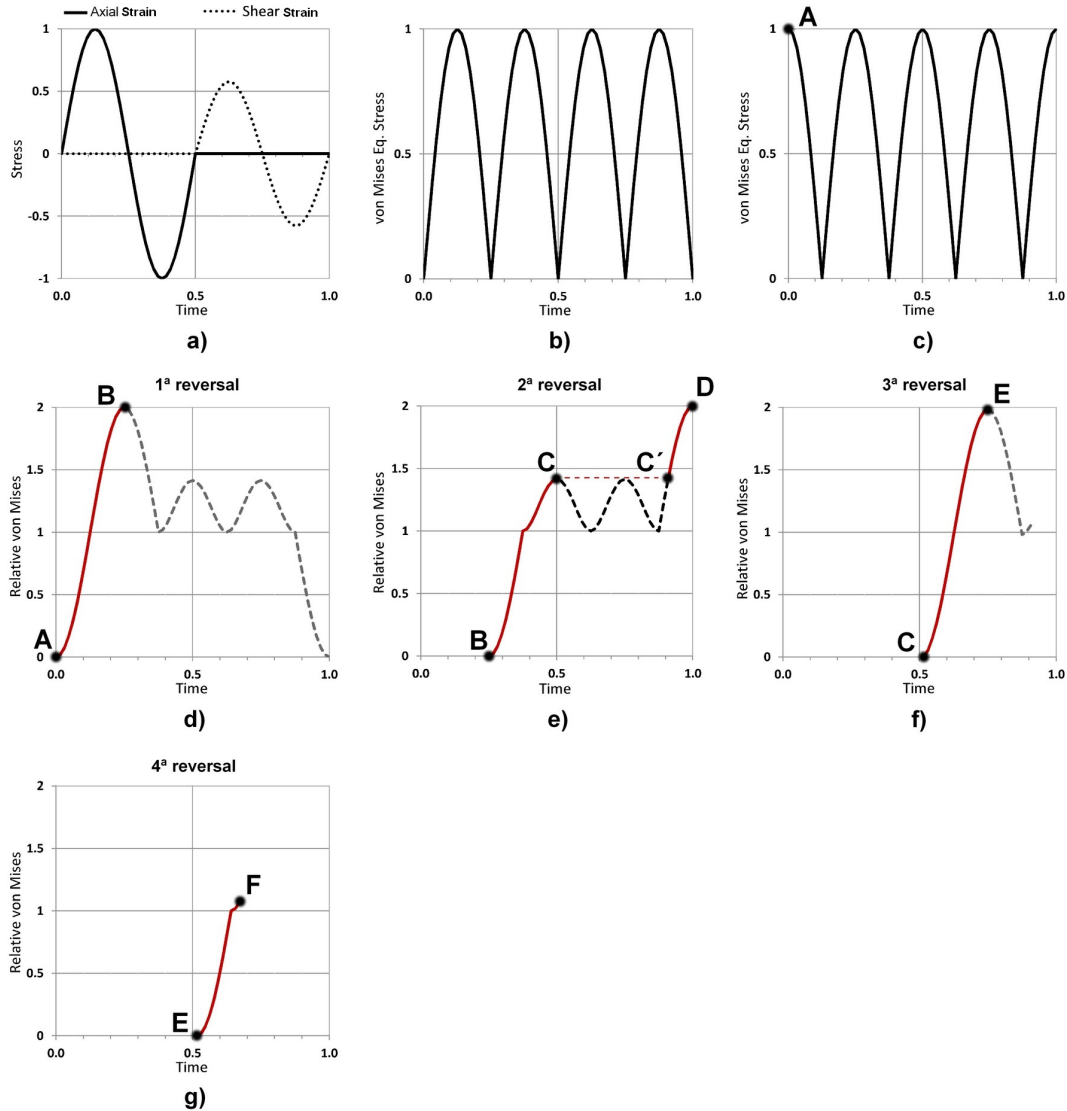 Axial Strain Shear Strain
Stress
1
0.5
0
-0.5
-1
0.0 0.5 1.0
Time
a)
von Mises Eq. Stress
1
0.5
0
0.0 0.5 1.0
Time
b)
A
von Mises Eq. Stress
1
0.5
0
0.0 0.5 1.0
Time
c)
1ª reversal
Relative von Mises
2
1.5
1
0.5
0
B
A
0.0 0.5 1.0
Time
d)
2ª reversal
Relative von Mises
2
1.5
1
0.5
0
D
C C´
B
0.0 0.5 1.0
Time
e)
3ª reversal
Relative von Mises
2
1.5
1
0.5
0
E
C
0.0 0.5 1.0
Time
f)
4ª reversal
Relative von Mises
2
1.5
1
0.5
0
F
E
0.0 0.5 1.0
Time
g)